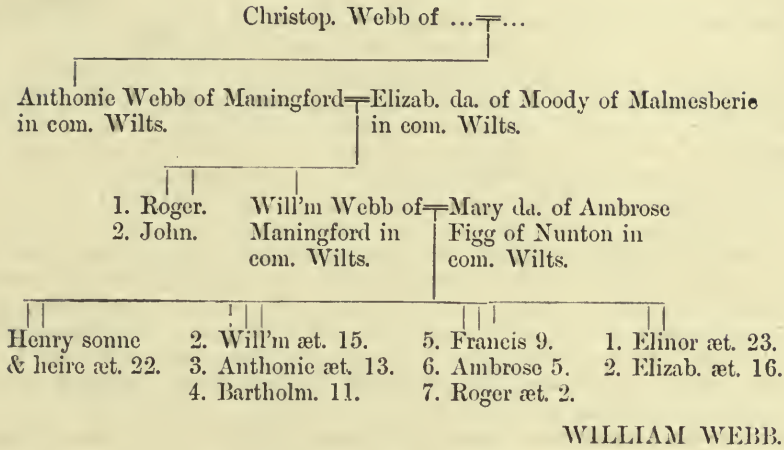 Christop. Webb of ...=...
Anthonie Webb of Maningford=Elizab. da. of Moody of Malmesberie
in com. Wilts. in com. Wilts.
1. Roger. Will'm Webb of=Mary da. of Ambrose
2. John. Maningford in Figg of Nunton in
com. Wilts. com. Wilts.
Henry sonne 2. Will'm æt. 15. 5. Francis 9. 1. Elinor æt. 23.
& heire æt. 22. 3. Anthonie æt. 13. 6. Ambrose 5. 2. Elizab. æt. 16.
4. Bartholm. 11. 7. Roger æt. 2.
WILLIAM WEBB.